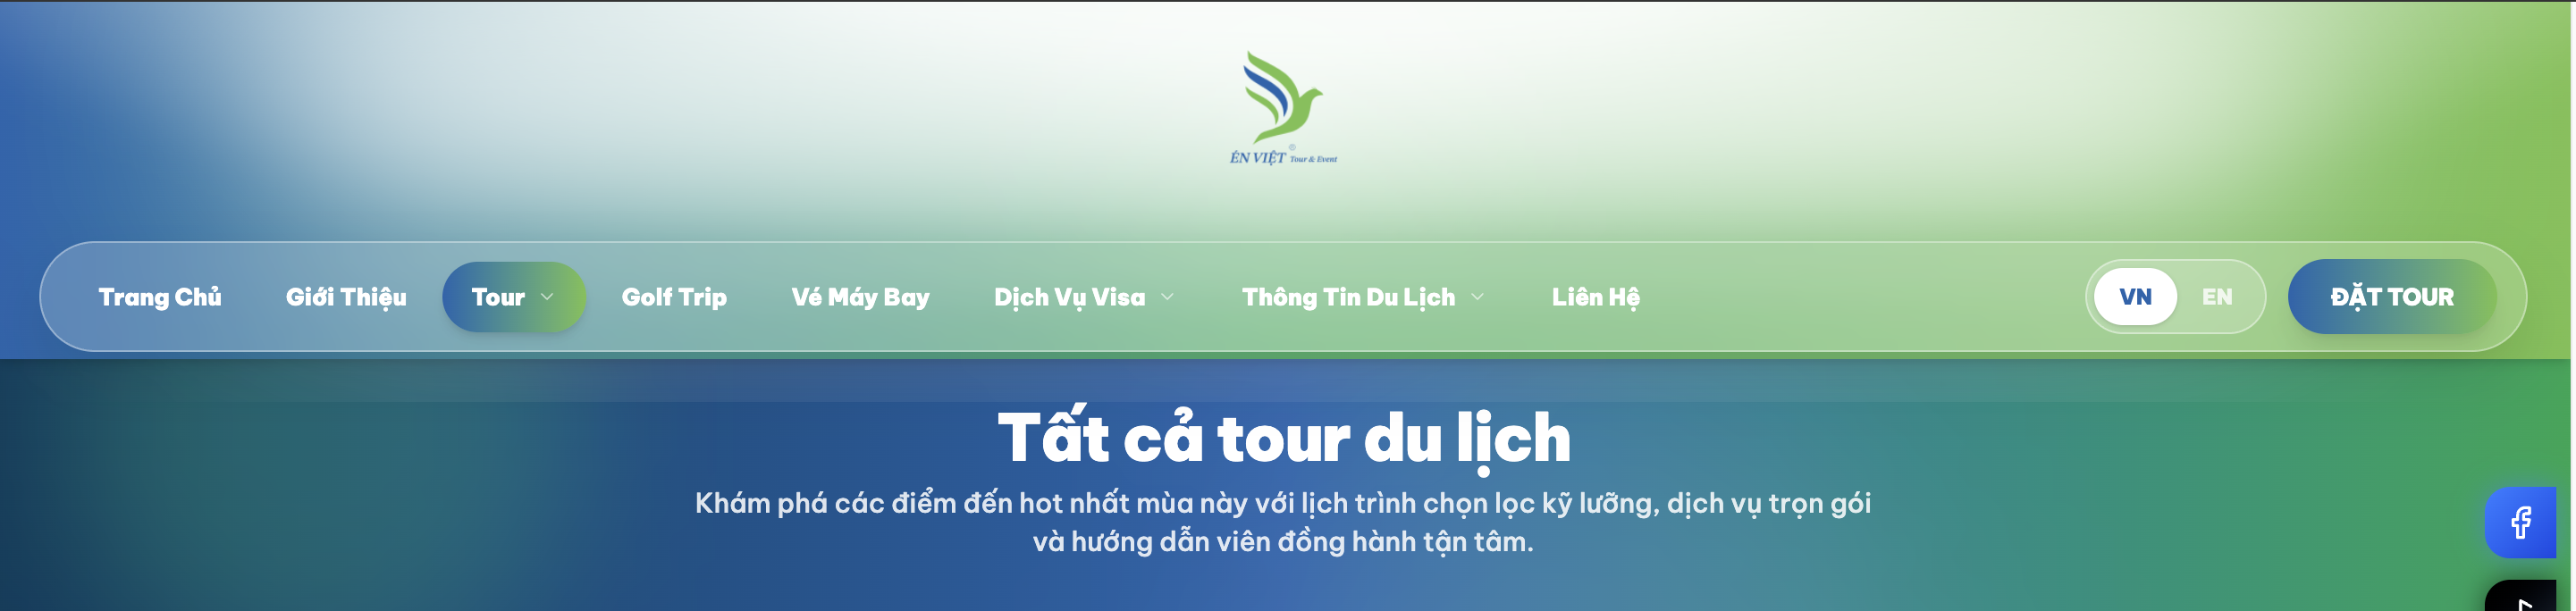 ÉN VIỆT ® Tour & Event
Trang Chủ Giới Thiệu Tour Golf Trip Vé Máy Bay Dịch Vụ Visa Thông Tin Du Lịch Liên Hệ VN EN ĐẶT TOUR
Tất cả tour du lịch
Khám phá các điểm đến hot nhất mùa này với lịch trình chọn lọc kỹ lưỡng, dịch vụ trọn gói
và hướng dẫn viên đồng hành tận tâm.